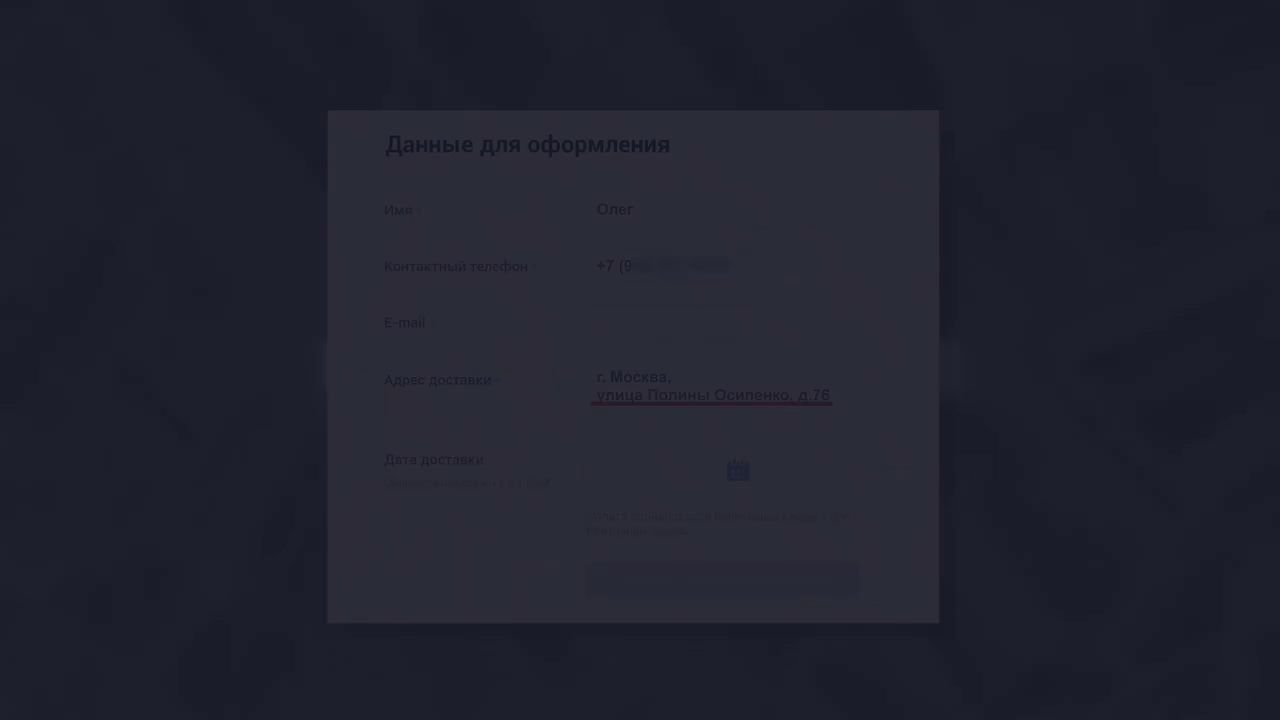 Данные для оформления
Имя
Олег
Контактный телефон
+7 (9
E-mail
Адрес доставки
г. Москва,
улица Полины Осипенко, д.76
Дата доставки